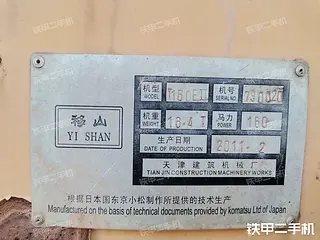 铁甲二手机
机型 MODEL T160EL 机号 SERIAL NO.
移山
YI SHAN
机重 WEIGHT 16.4 T 马力 POWER 160
生产日期 DATE OF PRODUCTION 2011-2
天津建筑机械厂
TIAN JIN CONSTRUCTION MACHINERY WORKS
根据日本国东京小松制作所提供的技术生产
Manufactured on the basis of technical documents provided by komatsu Ltd of Japan
铁甲二手机